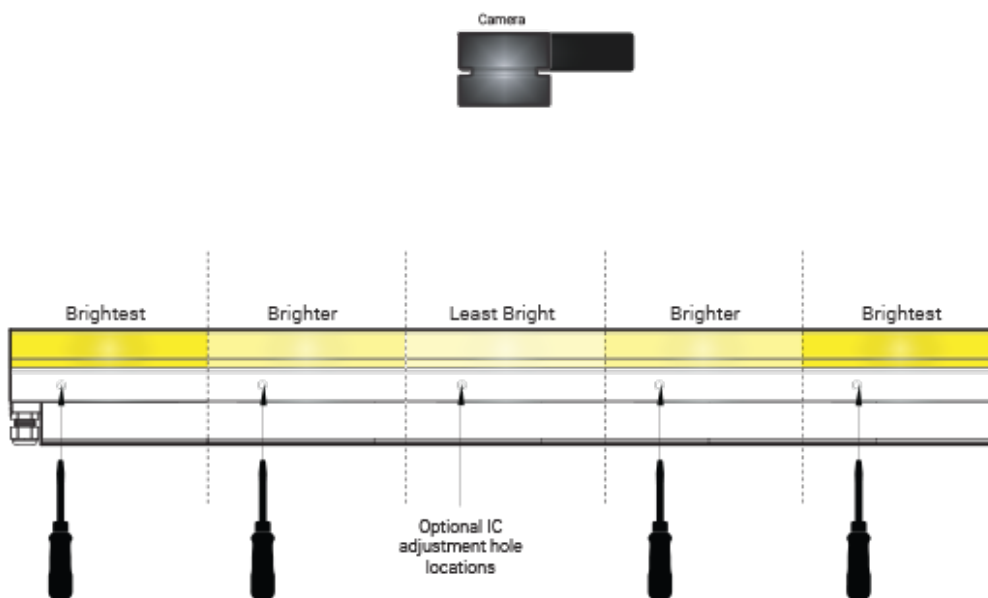 Camera
Brightest
Brighter
Least Bright
Brighter
Brightest
Optional IC
adjustment hole
locations